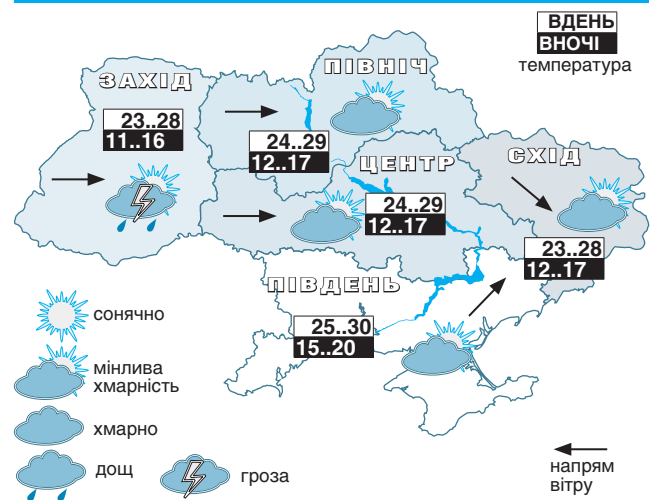 ВДЕНЬ
ВНОЧІ
температура
ЗАХІД
23..28
11..16
ПІВНІЧ
24..29
12..17
ЦЕНТР
24..29
12..17
СХІД
23..28
12..17
ПІВДЕНЬ
25..30
15..20
сонячно
мінлива
хмарність
хмарно
дощ
гроза
напрям
вітру